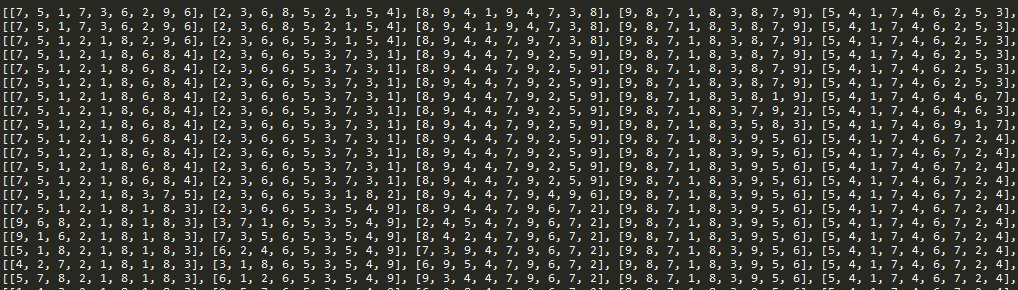 [[7, 5, 1, 7, 3, 6, 2, 9, 6], [2, 3, 6, 8, 5, 2, 1, 5, 4], [8, 9, 4, 1, 9, 4, 7, 3, 8], [9, 8, 7, 1, 8, 3, 8, 7, 9], [5, 4, 1, 7, 4, 6, 2, 5, 3],
[[7, 5, 1, 7, 3, 6, 2, 9, 6], [2, 3, 6, 8, 5, 2, 1, 5, 4], [8, 9, 4, 1, 9, 4, 7, 3, 8], [9, 8, 7, 1, 8, 3, 8, 7, 9], [5, 4, 1, 7, 4, 6, 2, 5, 3],
[[7, 5, 1, 2, 1, 8, 2, 9, 6], [2, 3, 6, 6, 5, 3, 1, 5, 4], [8, 9, 4, 4, 7, 9, 7, 3, 8], [9, 8, 7, 1, 8, 3, 8, 7, 9], [5, 4, 1, 7, 4, 6, 2, 5, 3],
[[7, 5, 1, 2, 1, 8, 6, 8, 4], [2, 3, 6, 6, 5, 3, 7, 3, 1], [8, 9, 4, 4, 7, 9, 2, 5, 9], [9, 8, 7, 1, 8, 3, 8, 7, 9], [5, 4, 1, 7, 4, 6, 2, 5, 3],
[[7, 5, 1, 2, 1, 8, 6, 8, 4], [2, 3, 6, 6, 5, 3, 7, 3, 1], [8, 9, 4, 4, 7, 9, 2, 5, 9], [9, 8, 7, 1, 8, 3, 8, 7, 9], [5, 4, 1, 7, 4, 6, 2, 5, 3],
[[7, 5, 1, 2, 1, 8, 6, 8, 4], [2, 3, 6, 6, 5, 3, 7, 3, 1], [8, 9, 4, 4, 7, 9, 2, 5, 9], [9, 8, 7, 1, 8, 3, 8, 7, 9], [5, 4, 1, 7, 4, 6, 2, 5, 3],
[[7, 5, 1, 2, 1, 8, 6, 8, 4], [2, 3, 6, 6, 5, 3, 7, 3, 1], [8, 9, 4, 4, 7, 9, 2, 5, 9], [9, 8, 7, 1, 8, 3, 8, 1, 9], [5, 4, 1, 7, 4, 6, 4, 6, 7],
[[7, 5, 1, 2, 1, 8, 6, 8, 4], [2, 3, 6, 6, 5, 3, 7, 3, 1], [8, 9, 4, 4, 7, 9, 2, 5, 9], [9, 8, 7, 1, 8, 3, 7, 9, 2], [5, 4, 1, 7, 4, 6, 4, 6, 3],
[[7, 5, 1, 2, 1, 8, 6, 8, 4], [2, 3, 6, 6, 5, 3, 7, 3, 1], [8, 9, 4, 4, 7, 9, 2, 5, 9], [9, 8, 7, 1, 8, 3, 5, 8, 3], [5, 4, 1, 7, 4, 6, 9, 1, 7],
[[7, 5, 1, 2, 1, 8, 6, 8, 4], [2, 3, 6, 6, 5, 3, 7, 3, 1], [8, 9, 4, 4, 7, 9, 2, 5, 9], [9, 8, 7, 1, 8, 3, 9, 5, 6], [5, 4, 1, 7, 4, 6, 7, 2, 4],
[[7, 5, 1, 2, 1, 8, 6, 8, 4], [2, 3, 6, 6, 5, 3, 7, 3, 1], [8, 9, 4, 4, 7, 9, 2, 5, 9], [9, 8, 7, 1, 8, 3, 9, 5, 6], [5, 4, 1, 7, 4, 6, 7, 2, 4],
[[7, 5, 1, 2, 1, 8, 6, 8, 4], [2, 3, 6, 6, 5, 3, 7, 3, 1], [8, 9, 4, 4, 7, 9, 2, 5, 9], [9, 8, 7, 1, 8, 3, 9, 5, 6], [5, 4, 1, 7, 4, 6, 7, 2, 4],
[[7, 5, 1, 2, 1, 8, 6, 8, 4], [2, 3, 6, 6, 5, 3, 7, 3, 1], [8, 9, 4, 4, 7, 9, 2, 5, 9], [9, 8, 7, 1, 8, 3, 9, 5, 6], [5, 4, 1, 7, 4, 6, 7, 2, 4],
[[7, 5, 1, 2, 1, 8, 3, 7, 5], [2, 3, 6, 6, 5, 3, 1, 8, 2], [8, 9, 4, 4, 7, 9, 4, 9, 6], [9, 8, 7, 1, 8, 3, 9, 5, 6], [5, 4, 1, 7, 4, 6, 7, 2, 4],
[[7, 5, 1, 2, 1, 8, 1, 8, 3], [2, 3, 6, 6, 5, 3, 5, 4, 9], [8, 9, 4, 4, 7, 9, 6, 7, 2], [9, 8, 7, 1, 8, 3, 9, 5, 6], [5, 4, 1, 7, 4, 6, 7, 2, 4],
[[9, 6, 8, 2, 1, 8, 1, 8, 3], [3, 7, 1, 6, 5, 3, 5, 4, 9], [2, 4, 5, 4, 7, 9, 6, 7, 2], [9, 8, 7, 1, 8, 3, 9, 5, 6], [5, 4, 1, 7, 4, 6, 7, 2, 4],
[[9, 1, 6, 2, 1, 8, 1, 8, 3], [7, 3, 5, 6, 5, 3, 5, 4, 9], [8, 4, 2, 4, 7, 9, 6, 7, 2], [9, 8, 7, 1, 8, 3, 9, 5, 6], [5, 4, 1, 7, 4, 6, 7, 2, 4],
[[5, 1, 8, 2, 1, 8, 1, 8, 3], [6, 2, 4, 6, 5, 3, 5, 4, 9], [7, 3, 9, 4, 7, 9, 6, 7, 2], [9, 8, 7, 1, 8, 3, 9, 5, 6], [5, 4, 1, 7, 4, 6, 7, 2, 4],
[[4, 2, 7, 2, 1, 8, 1, 8, 3], [3, 1, 8, 6, 5, 3, 5, 4, 9], [6, 9, 5, 4, 7, 9, 6, 7, 2], [9, 8, 7, 1, 8, 3, 9, 5, 6], [5, 4, 1, 7, 4, 6, 7, 2, 4],
[[5, 7, 8, 2, 1, 8, 1, 8, 3], [6, 1, 2, 6, 5, 3, 5, 4, 9], [9, 3, 4, 4, 7, 9, 6, 7, 2], [9, 8, 7, 1, 8, 3, 9, 5, 6], [5, 4, 1, 7, 4, 6, 7, 2, 4],